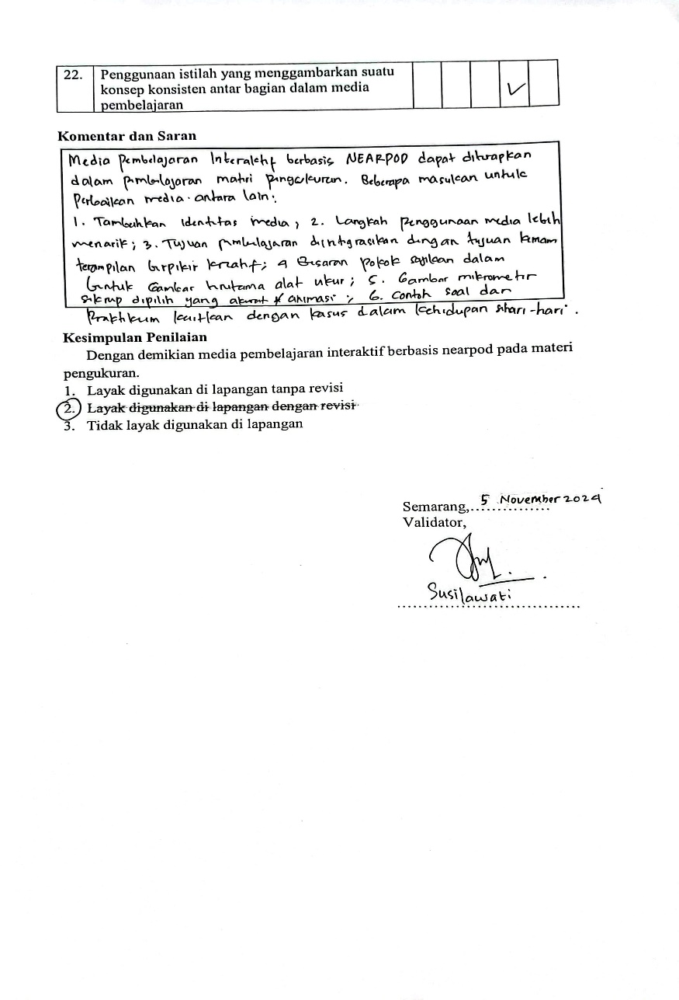 22. Penggunaan istilah yang menggambarkan suatu
konsep konsisten antar bagian dalam media
pembelajaran
✓
Komentar dan Saran
Media Pembelajaran Interaktif berbasis NEARPOD dapat diterapkan
dalam pembelajaran materi pengukuran. Beberapa masukan untuk
Perbaikan media antara lain:
1. Tambahkan identitas media; 2. Langkah penggunaan media lebih
menarik; 3. Tujuan pembelajaran diintegrasikan dengan tujuan
terampilan berpikir kreatif; 4 Besaran pokok sajikan dalam
bentuk Gambar terutama alat ukur; 5. Gambar mikrometer
sekrup dipilih yang akurat & animasi; 6. Contoh soal dan
Praktikum kaitkan dengan kasus dalam kehidupan sehari-hari.
Kesimpulan Penilaian
Dengan demikian media pembelajaran interaktif berbasis nearpod pada materi
pengukuran.
1. Layak digunakan di lapangan tanpa revisi
2. Layak digunakan di lapangan dengan revisi
3. Tidak layak digunakan di lapangan
Semarang, 5 November 2024
Validator,
Susilawati